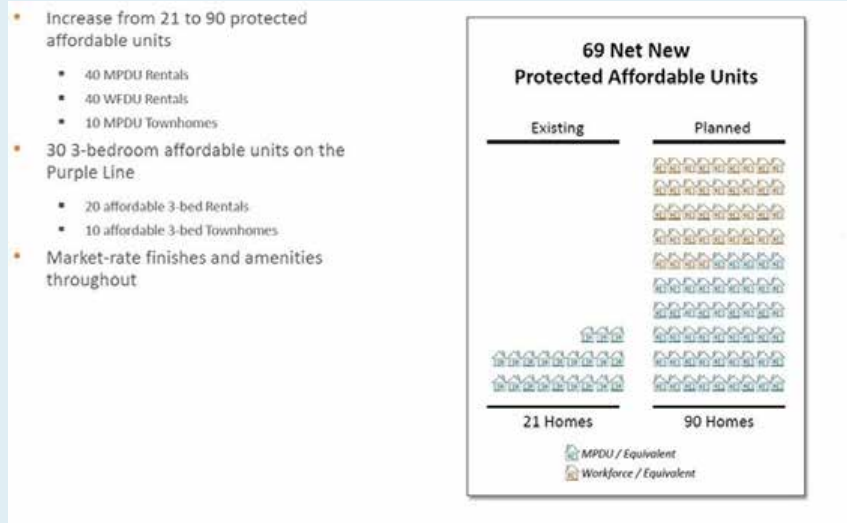 • Increase from 21 to 90 protected
affordable units
▪ 40 MPDU Rentals
▪ 40 WFDU Rentals
▪ 10 MPDU Townhomes
• 30 3-bedroom affordable units on the
Purple Line
▪ 20 affordable 3-bed Rentals
▪ 10 affordable 3-bed Townhomes
• Market-rate finishes and amenities
throughout
69 Net New
Protected Affordable Units
Existing Planned
21 Homes 90 Homes
MPDU / Equivalent
Workforce / Equivalent